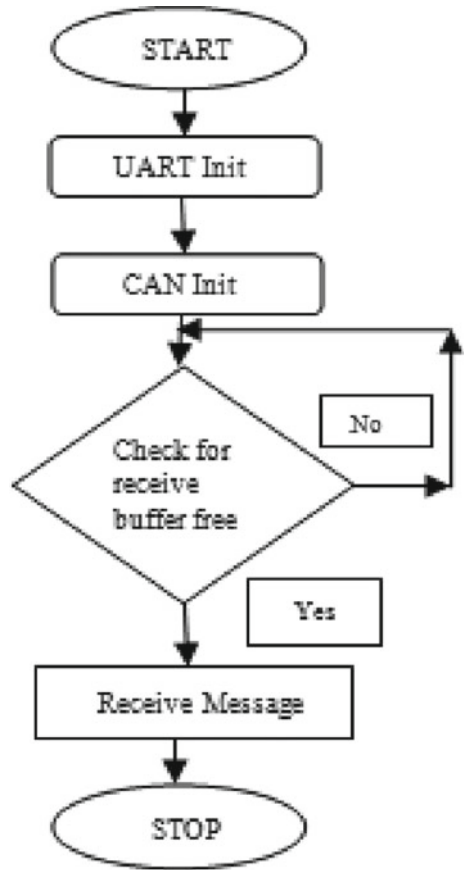 START
UART Init
CAN Init
No
Check for
receive
buffer free
Yes
Receive Message
STOP